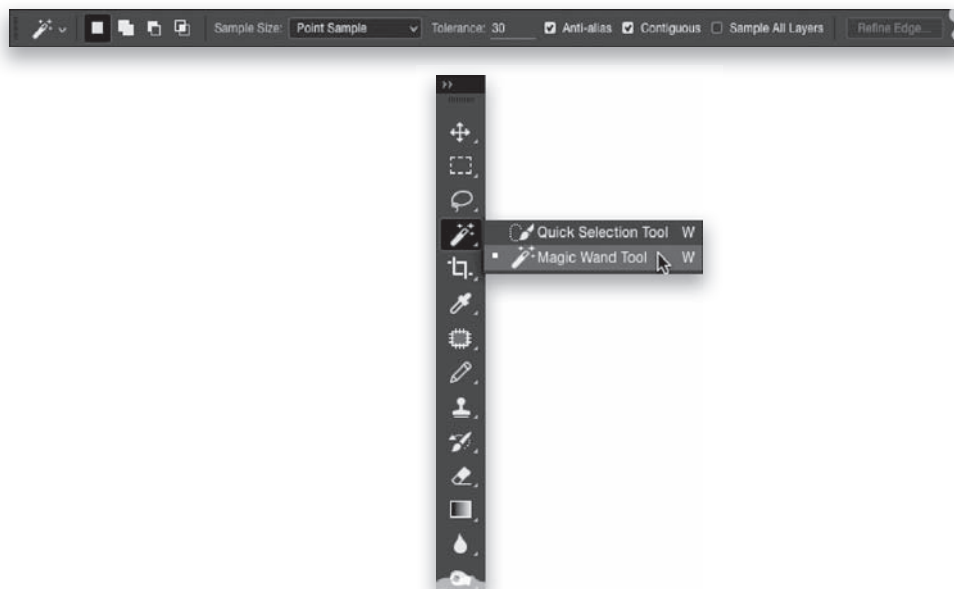 Sample Size: Point Sample Tolerance: 30 Anti-alias Contiguous Sample All Layers Refine Edge...
Quick Selection Tool W
Magic Wand Tool W